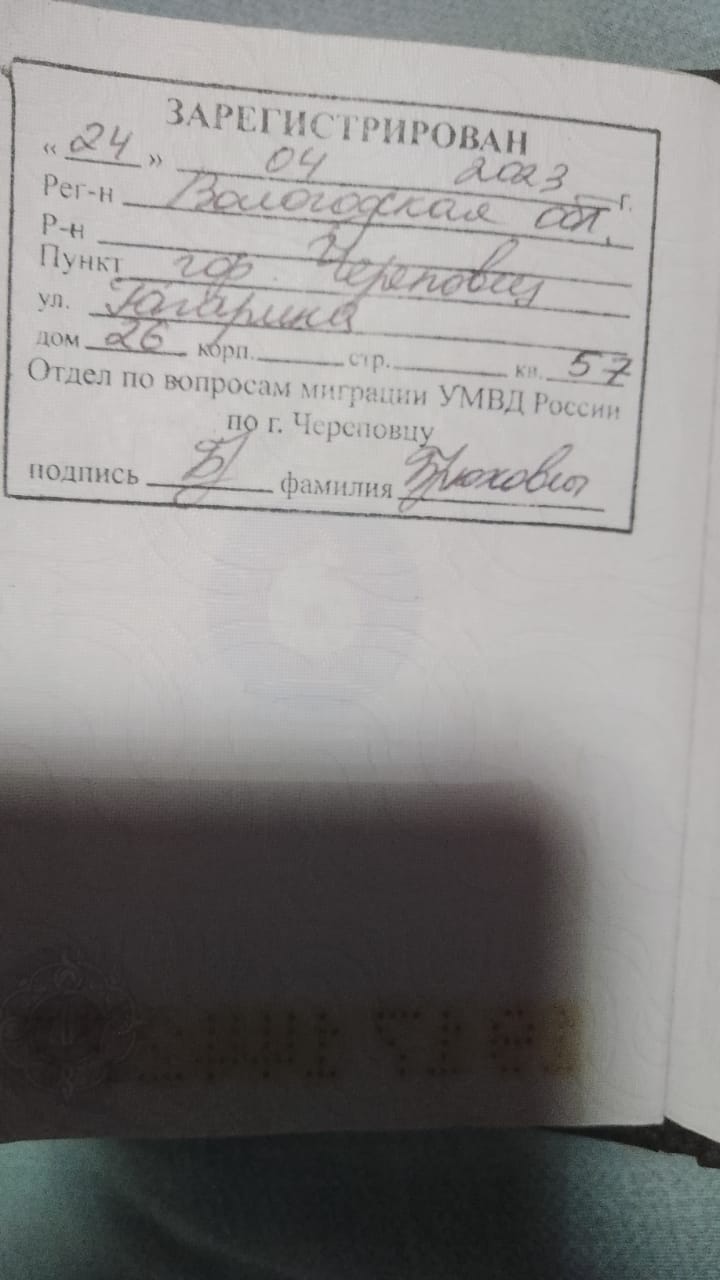 ЗАРЕГИСТРИРОВАН
« 24 » 04 2023 г.
Рег-н Вологодская обл.
Р-н
Пункт гор. Череповец
ул. Гагарина
дом 26 корп. стр. кв. 57
Отдел по вопросам миграции УМВД России
по г. Череповцу
подпись фамилия